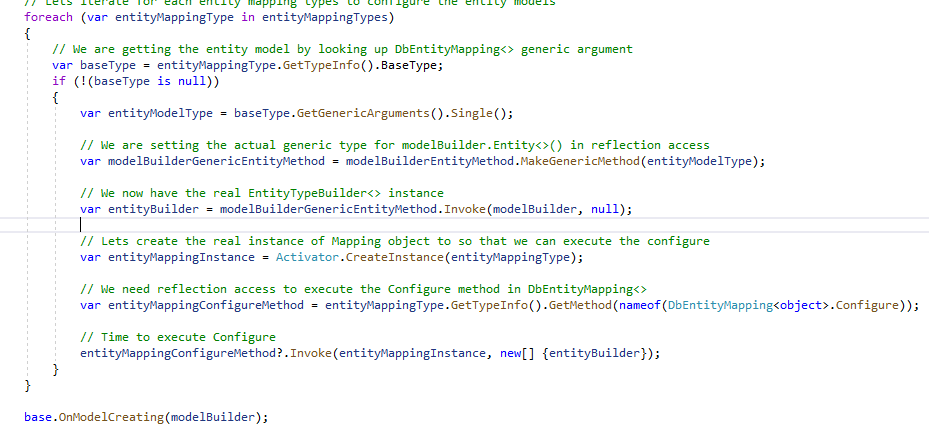 // Lets iterate for each entity mapping types to configure the entity models
foreach (var entityMappingType in entityMappingTypes)
{
// We are getting the entity model by looking up DbEntityMapping<> generic argument
var baseType = entityMappingType.GetTypeInfo().BaseType;
if (!(baseType is null))
{
var entityModelType = baseType.GetGenericArguments().Single();
// We are setting the actual generic type for modelBuilder.Entity<>() in reflection access
var modelBuilderGenericEntityMethod = modelBuilderEntityMethod.MakeGenericMethod(entityModelType);
// We now have the real EntityTypeBuilder<> instance
var entityBuilder = modelBuilderGenericEntityMethod.Invoke(modelBuilder, null);
// Lets create the real instance of Mapping object to so that we can execute the configure
var entityMappingInstance = Activator.CreateInstance(entityMappingType);
// We need reflection access to execute the Configure method in DbEntityMapping<>
var entityMappingConfigureMethod = entityMappingType.GetTypeInfo().GetMethod(nameof(DbEntityMapping<object>.Configure));
// Time to execute Configure
entityMappingConfigureMethod?.Invoke(entityMappingInstance, new[] {entityBuilder});
}
}
base.OnModelCreating(modelBuilder);